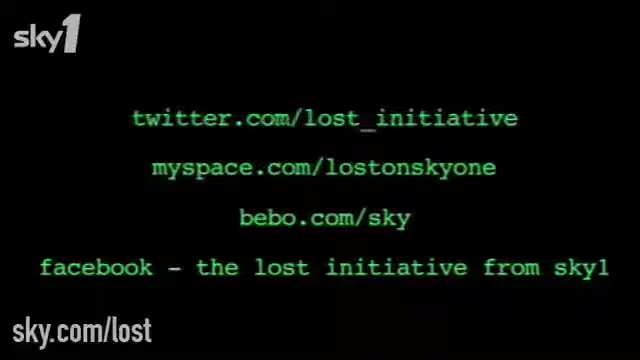 sky1
twitter.com/lost_initiative
myspace.com/lostonskyone
bebo.com/sky
facebook - the lost initiative from sky1
sky.com/lost